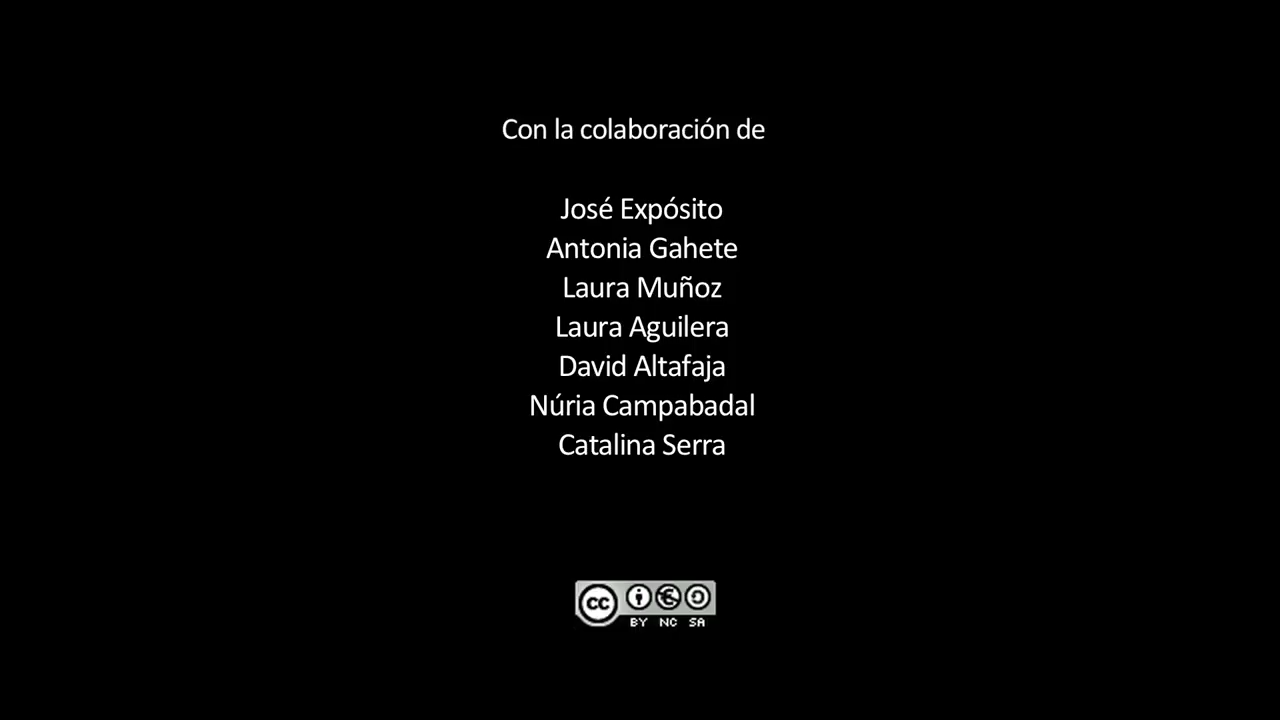 Con la colaboración de
José Expósito
Antonia Gahete
Laura Muñoz
Laura Aguilera
David Altafaja
Núria Campabadal
Catalina Serra
cc
BY NC SA